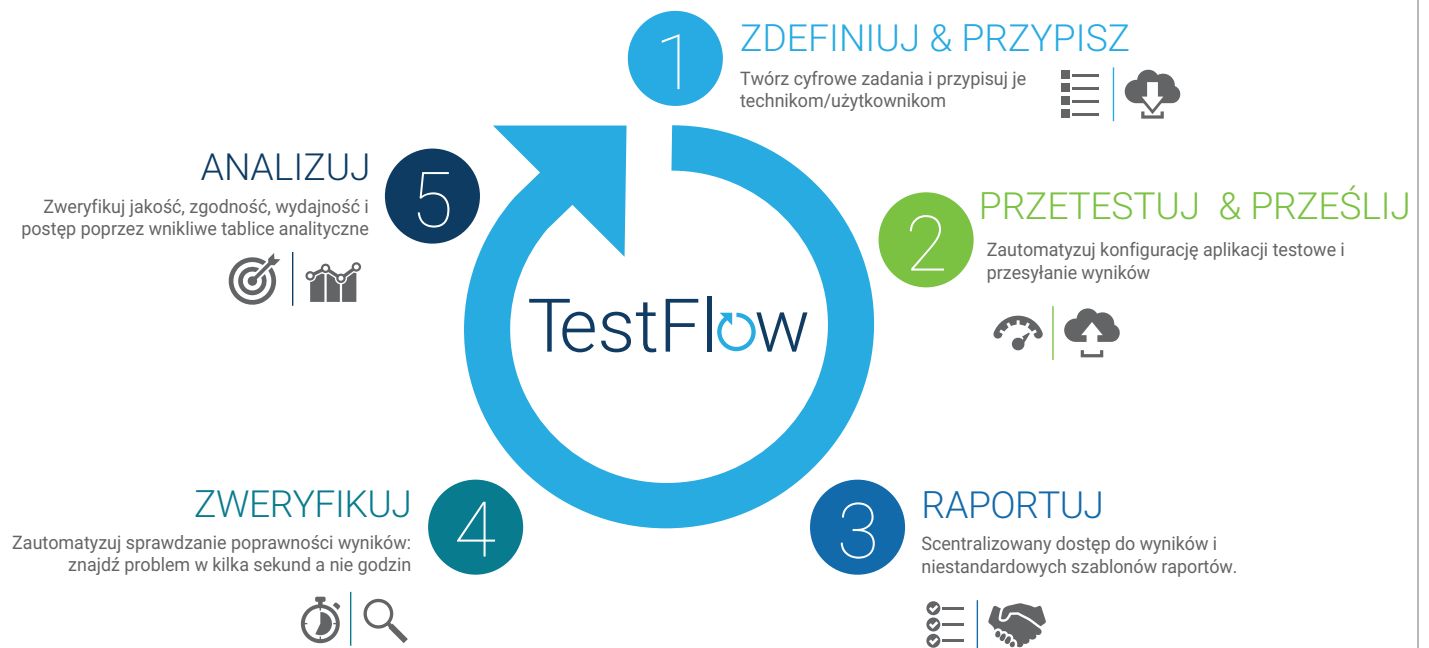 1
ZDEFINIUJ & PRZYPISZ
Twórz cyfrowe zadania i przypisuj je
technikom/użytkownikom
2
PRZETESTUJ & PRZEŚLIJ
Zautomatyzuj konfigurację aplikacji testowe i
przesyłanie wyników
3
RAPORTUJ
Scentralizowany dostęp do wyników i
niestandardowych szablonów raportów.
4
ZWERYFIKUJ
Zautomatyzuj sprawdzanie poprawności wyników:
znajdź problem w kilka sekund a nie godzin
5
ANALIZUJ
Zweryfikuj jakość, zgodność, wydajność i
postęp poprzez wnikliwe tablice analityczne
TestFlow